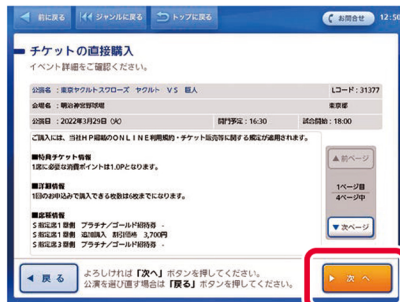 前に戻る
ジャンルに戻る
トップに戻る
お問合せ
12:50
チケットの直接購入
イベント詳細をご確認ください。
公演名 ：東京ヤクルトスワローズ ヤクルト VS 巨人
Lコード：31377
会場名 ：明治神宮野球場
東京都
公演日 ：2022年3月29日 (火)
開門予定：16:30
試合開始：18:00
ご購入には、当社HP掲載のONLINE利用規約・チケット販売等に関する規定が適用されます。
■特典チケット情報
1席に必要な消費ポイントは1.0Pとなります。
■詳細情報
1回のお申込みで購入できる枚数は6枚までになります。
■席種情報
S指定席1塁側 プラチナ/ゴールド招待券 -
S指定席1塁側 追加購入 割引価格 3,700円
S指定席3塁側 プラチナ/ゴールド招待券 -
▲前ページ
1ページ目
4ページ中
▼次ページ
戻る
よろしければ「次へ」ボタンを押してください。
公演を選び直す場合は「戻る」ボタンを押してください。
次へ